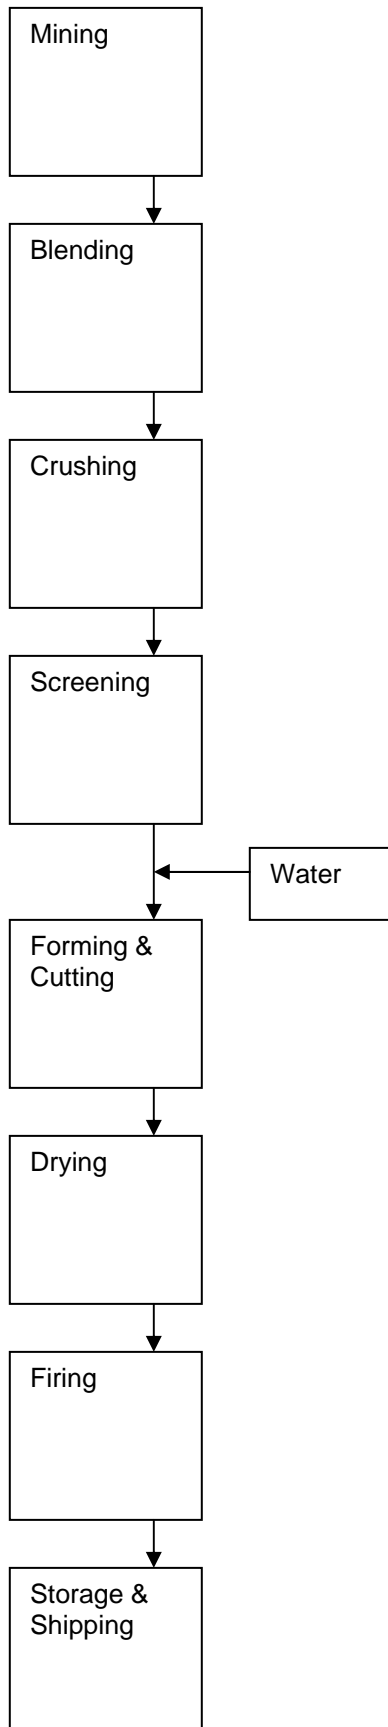 Mining
Blending
Crushing
Screening
Water
Forming &
Cutting
Drying
Firing
Storage &
Shipping